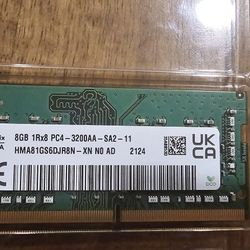 8GB 1Rx8 PC4-3200AA-SA2-11
HMA81GS6DJR8N-XN N0 AD 2124
UK
CA